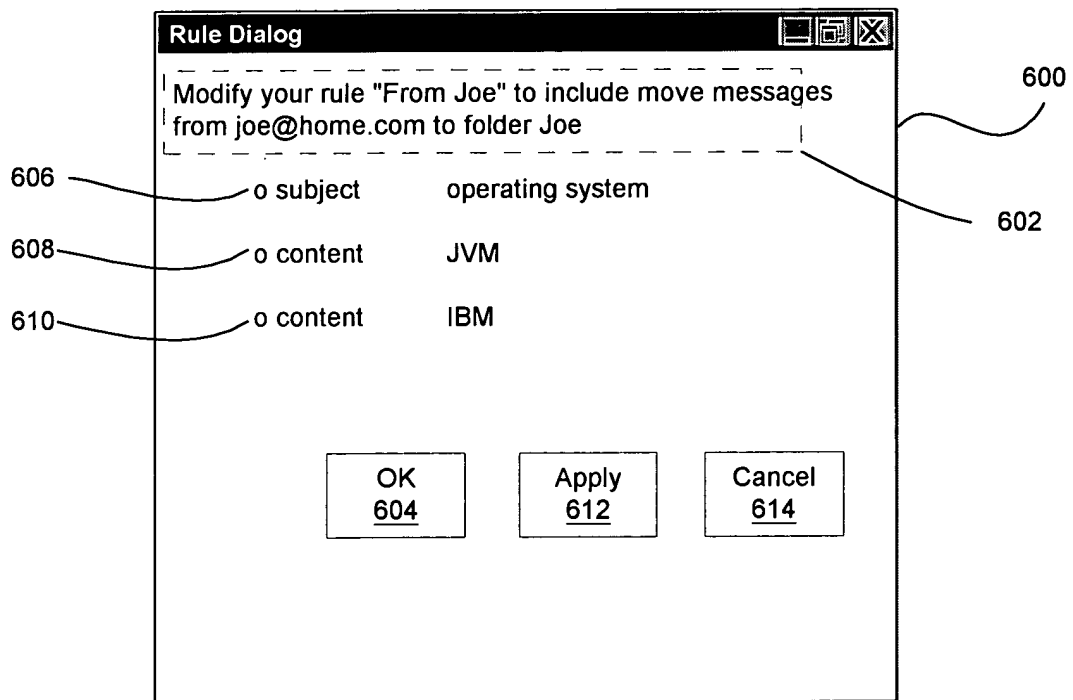 Rule Dialog
600
Modify your rule "From Joe" to include move messages
from joe@home.com to folder Joe
602
606 o subject operating system
608 o content JVM
610 o content IBM
OK Apply Cancel
604 612 614